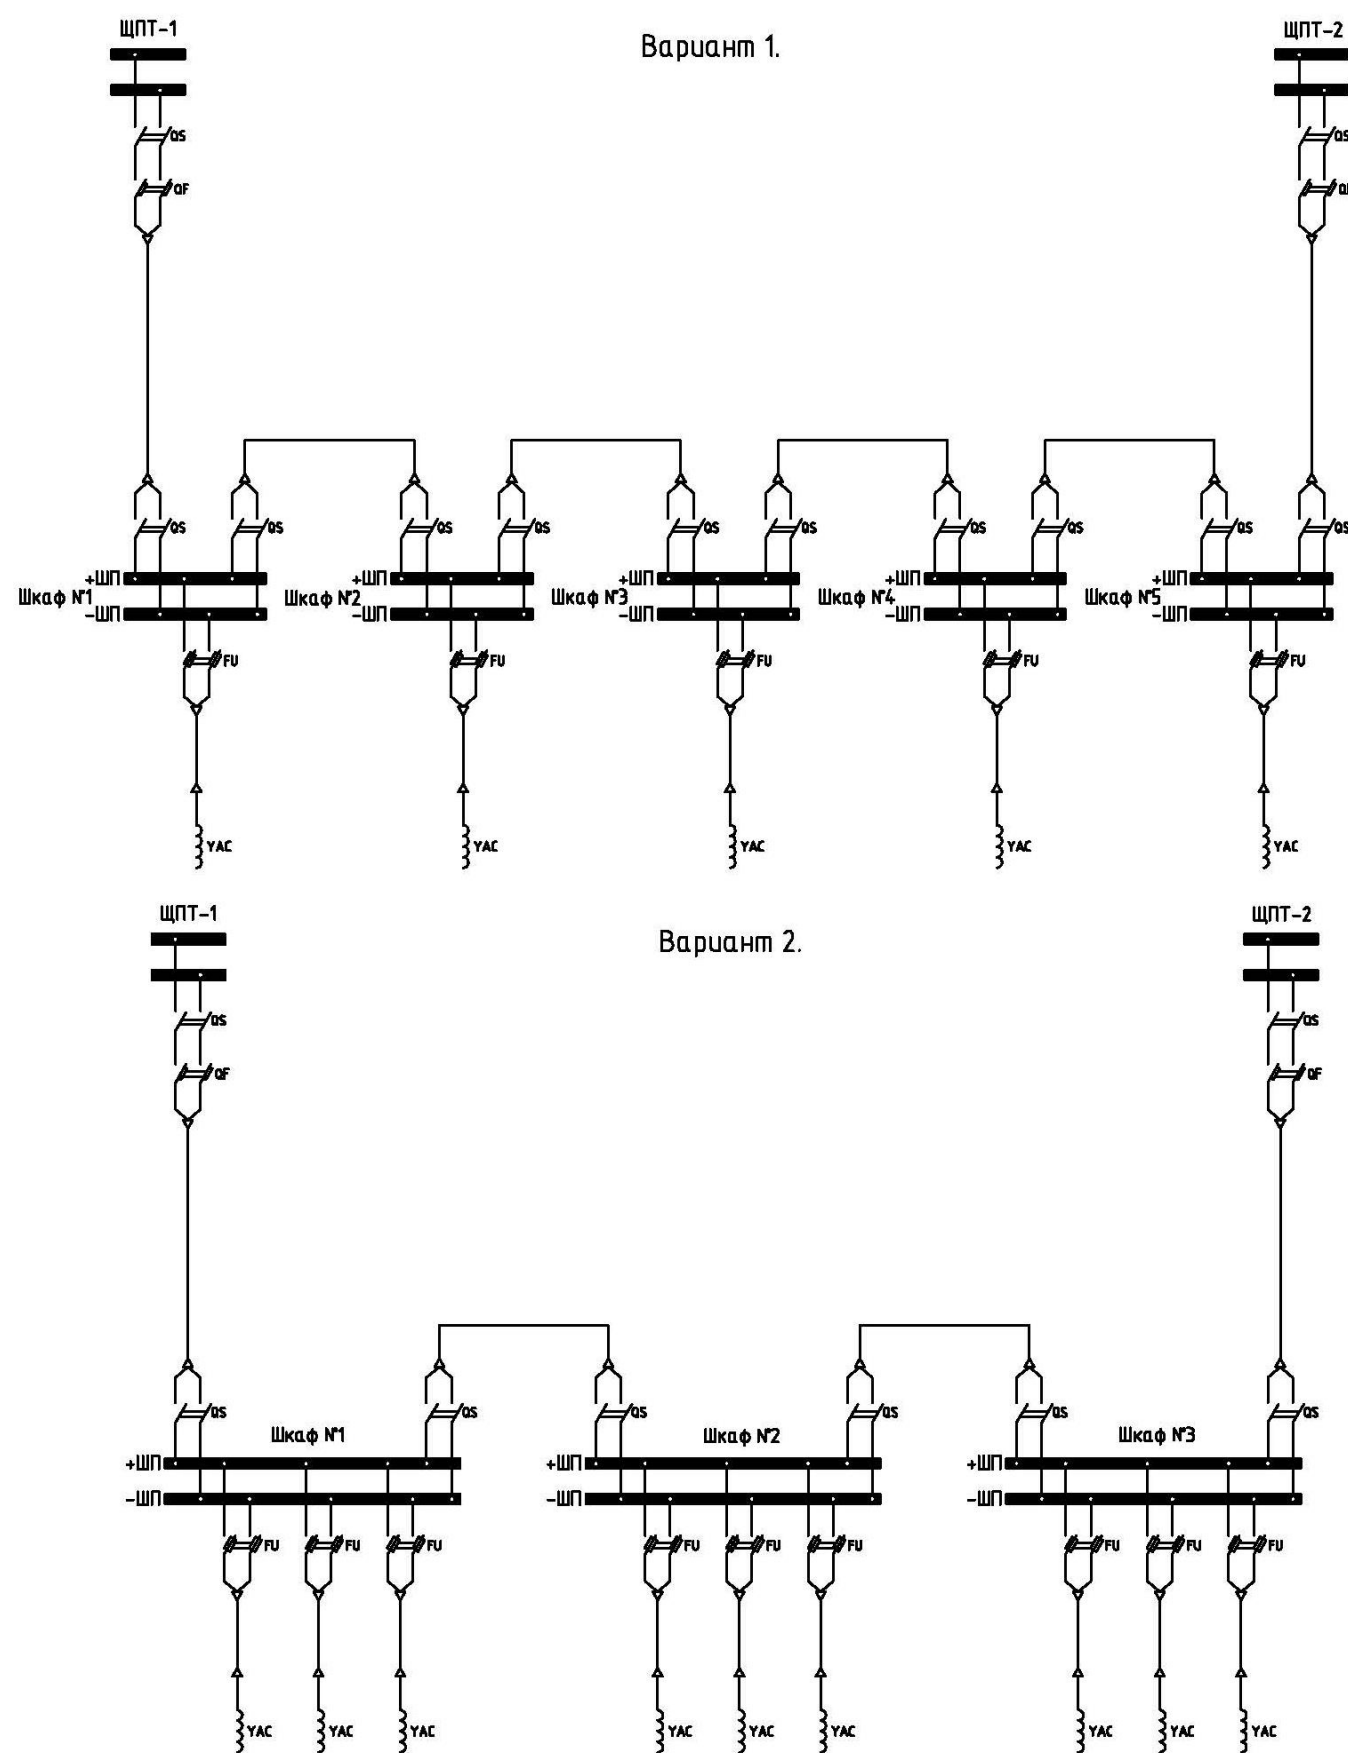 ЩПТ-1 Вариант 1. ЩПТ-2
QS QS
QF
QS QS QS QS QS QS QS QS QS QS
+ШП +ШП +ШП +ШП +ШП
Шкаф №1 Шкаф №2 Шкаф №3 Шкаф №4 Шкаф №5
-ШП -ШП -ШП -ШП -ШП
FU FU FU FU FU
YAC YAC YAC YAC YAC
ЩПТ-1 Вариант 2. ЩПТ-2
QS QS
QF QF
QS QS QS QS QS QS
Шкаф №1 Шкаф №2 Шкаф №3
+ШП +ШП +ШП
-ШП -ШП -ШП
FU FU FU FU FU FU FU FU FU
YAC YAC YAC YAC YAC YAC YAC YAC YAC